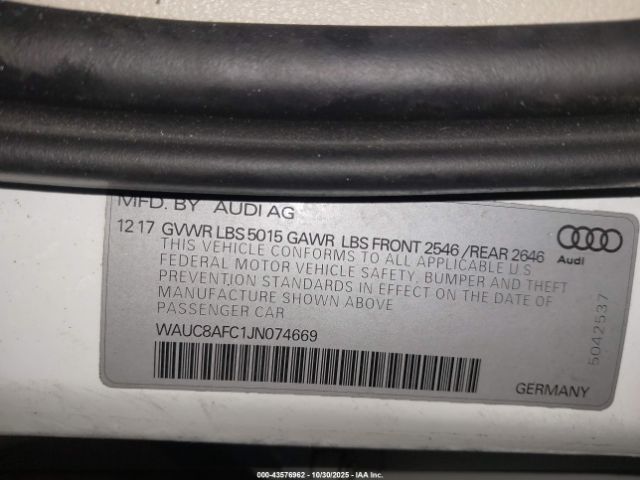 MFD. BY AUDI AG
12 17 GVWR LBS 5015 GAWR LBS FRONT 2546 /REAR 2646
THIS VEHICLE CONFORMS TO ALL APPLICABLE U.S
FEDERAL MOTOR VEHICLE SAFETY, BUMPER AND THEFT
PREVENTION STANDARDS IN EFFECT ON THE DATE OF
MANUFACTURE SHOWN ABOVE
PASSENGER CAR
WAUC8AFC1JN074669
Audi
5042537
GERMANY
000-43576962 - 10/30/2025 - IAA Inc.